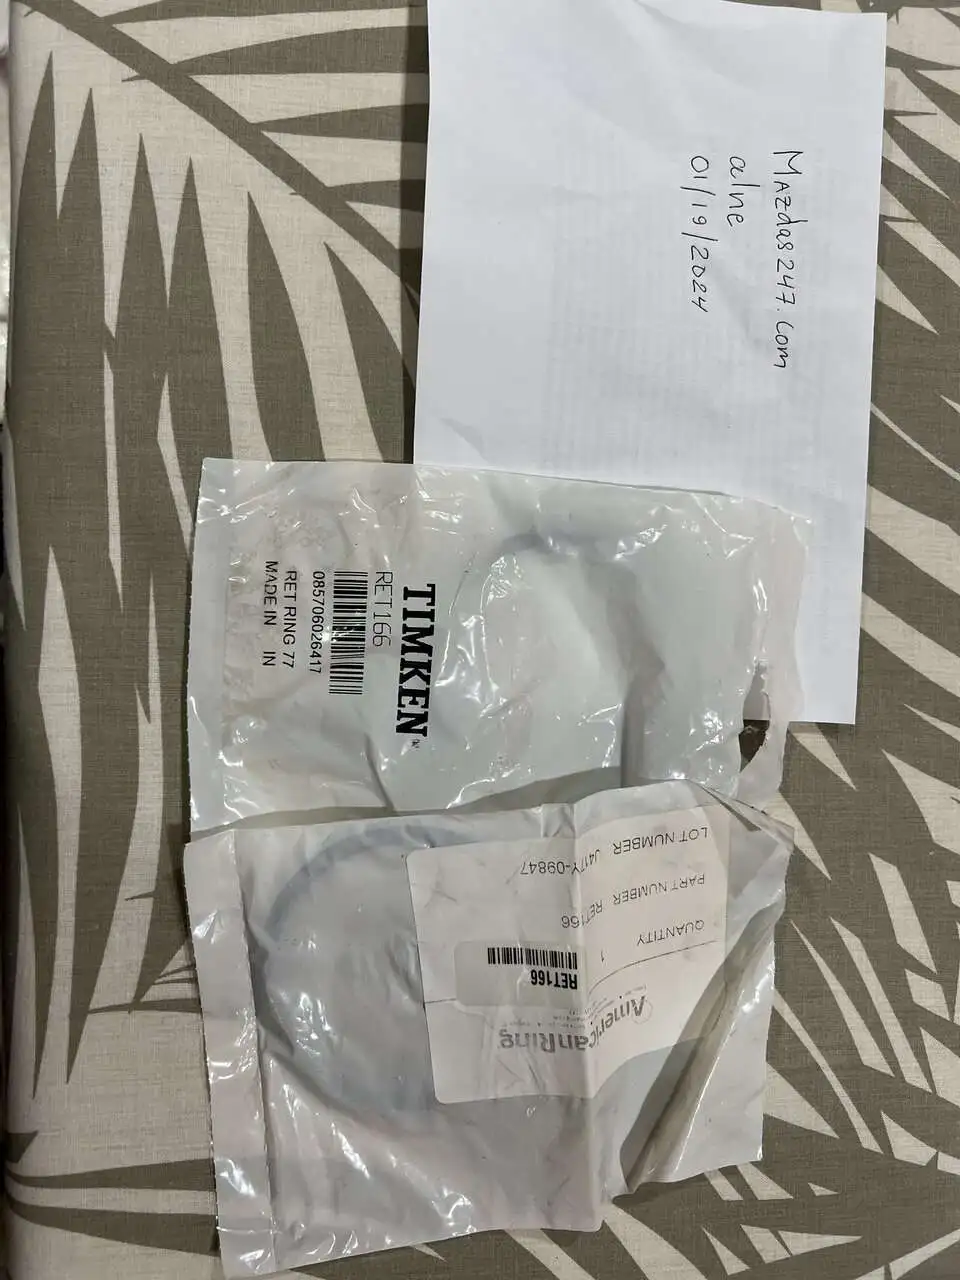 Mazdas247.com
alne
01/19/2024
TIMKEN
RET166
085706026417
RET RING 77
MADE IN IN
LOT NUMBER J41TY-09847
PART NUMBER RET166
QUANTITY 1
RET166
AmericanRing